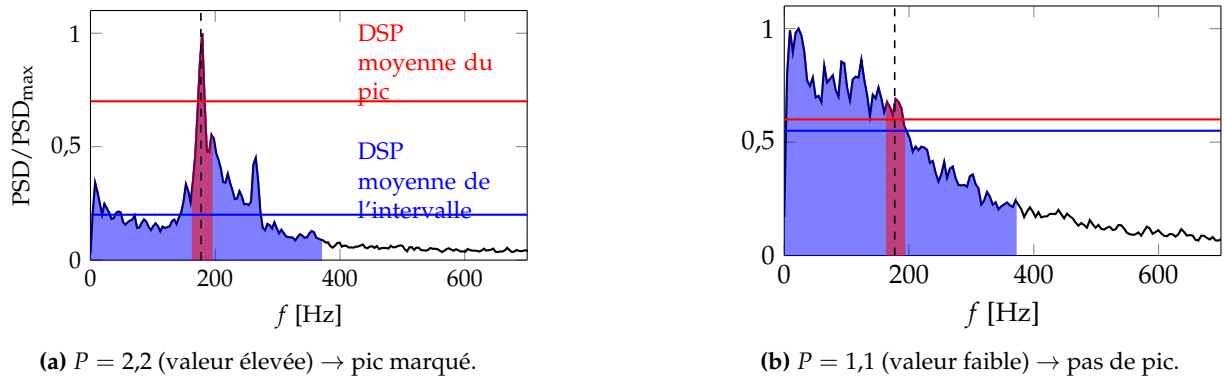 1
0,5
0
0
200
400
600
PSD/PSD_max
f [Hz]
DSP
moyenne du
pic
DSP
moyenne de
l'intervalle
(a) P = 2,2 (valeur élevée) → pic marqué.
1
0,5
0
0
200
400
600
f [Hz]
(b) P = 1,1 (valeur faible) → pas de pic.